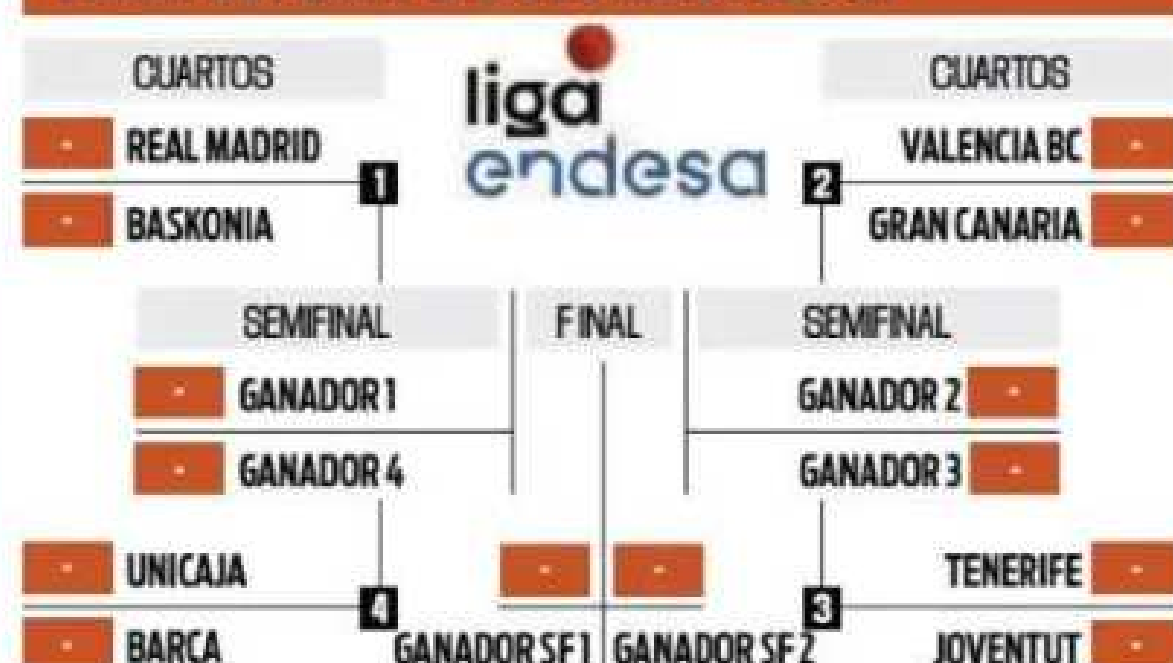 CUARTOS
REAL MADRID
1
BASKONIA
liga
endesa
CUARTOS
VALENCIA BC
2
GRAN CANARIA
SEMIFINAL
GANADOR 1
GANADOR 4
FINAL
SEMIFINAL
GANADOR 2
GANADOR 3
UNICAJA
4
BARÇA
GANADOR SF 1
GANADOR SF 2
TENERIFE
3
JOVENTUT